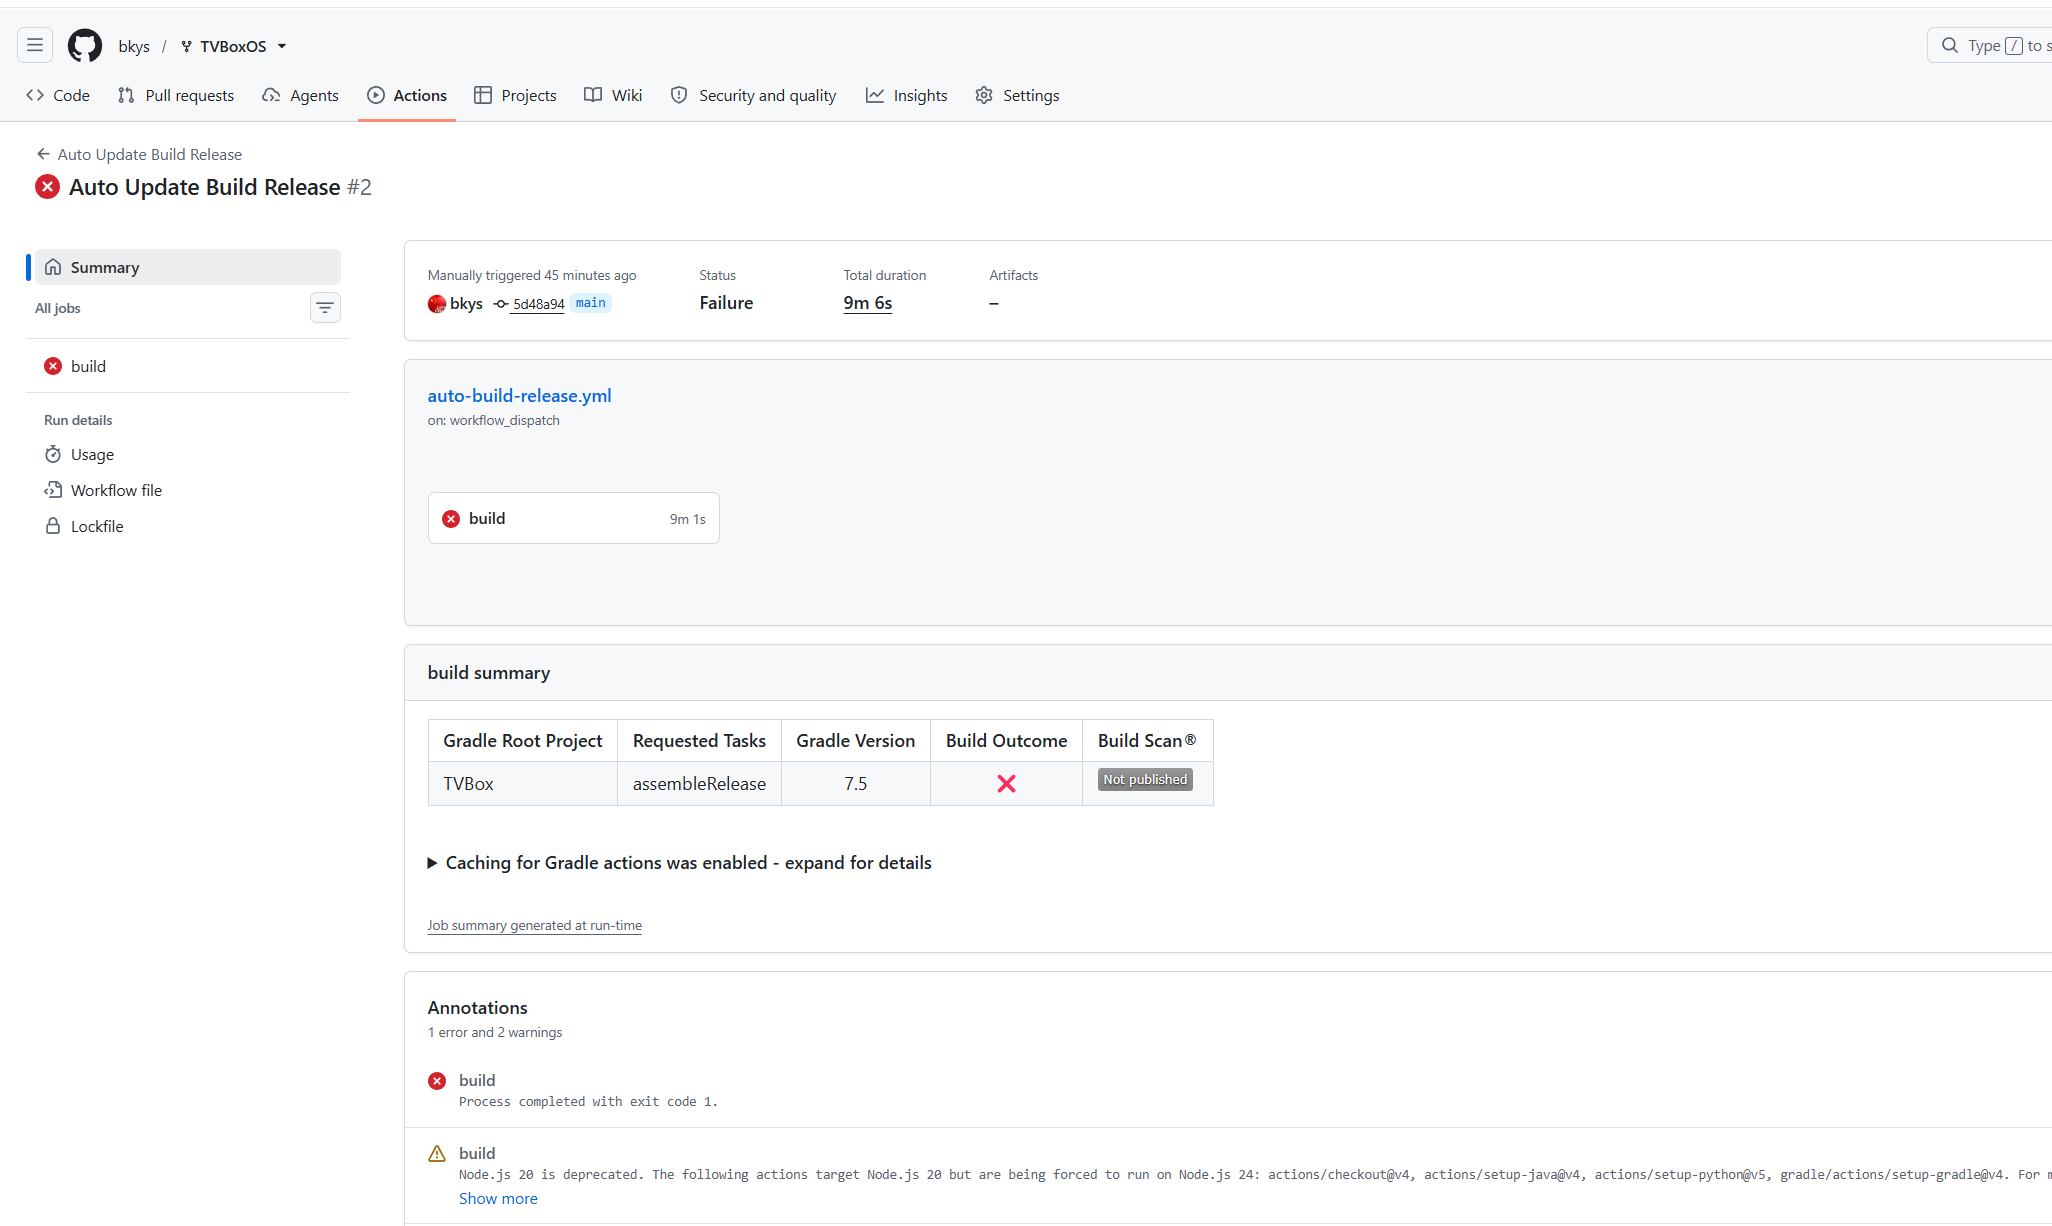 bkys / TVBoxOS
Type / to s
Code Pull requests Agents Actions Projects Wiki Security and quality Insights Settings
Auto Update Build Release
Auto Update Build Release #2
Summary
All jobs
build
Run details
Usage
Workflow file
Lockfile
Manually triggered 45 minutes ago Status Total duration Artifacts
bkys 5d48a94 main Failure 9m 6s –
auto-build-release.yml
on: workflow_dispatch
build 9m 1s
build summary
Gradle Root Project Requested Tasks Gradle Version Build Outcome Build Scan®
TVBox assembleRelease 7.5 ❌ Not published
Caching for Gradle actions was enabled - expand for details
Job summary generated at run-time
Annotations
1 error and 2 warnings
build
Process completed with exit code 1.
build
Node.js 20 is deprecated. The following actions target Node.js 20 but are being forced to run on Node.js 24: actions/checkout@v4, actions/setup-java@v4, actions/setup-python@v5, gradle/actions/setup-gradle@v4. For m
Show more